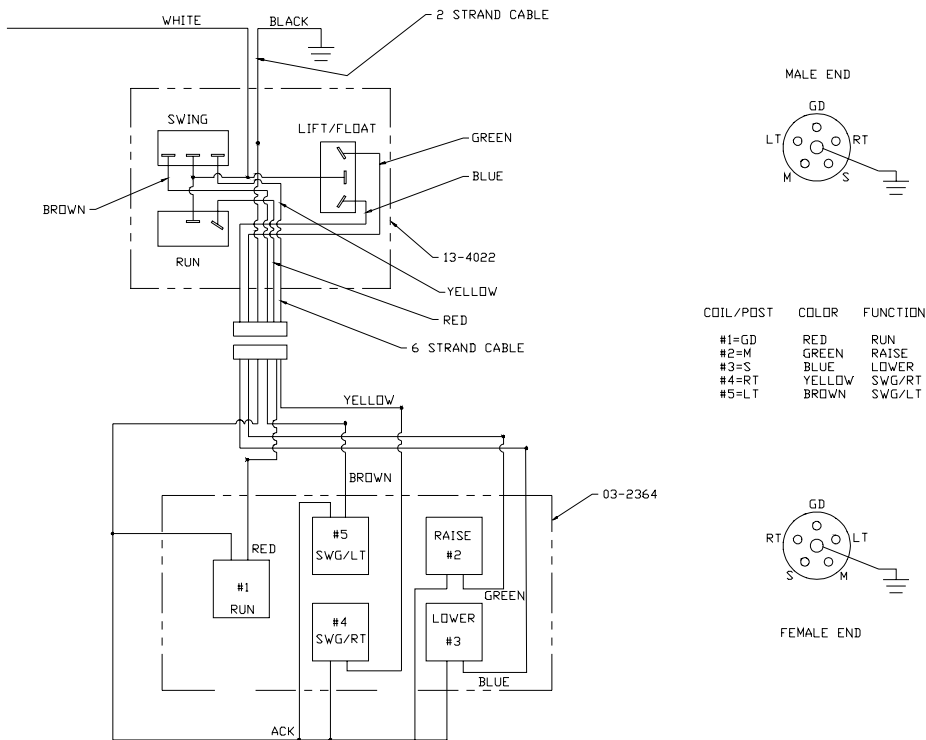 WHITE
BLACK
2 STRAND CABLE
SWING
LIFT/FLOAT
GREEN
BLUE
BROWN
RUN
13-4022
YELLOW
RED
6 STRAND CABLE
YELLOW
BROWN
03-2364
RED
#1
RUN
#5
SWG/LT
RAISE
#2
GREEN
#4
SWG/RT
LOWER
#3
BLUE
ACK
MALE END
GD
LT
RT
M
S
COIL/POST COLOR FUNCTION
#1=GD RED RUN
#2=M GREEN RAISE
#3=S BLUE LOWER
#4=RT YELLOW SWG/RT
#5=LT BROWN SWG/LT
GD
RT
LT
S
M
FEMALE END